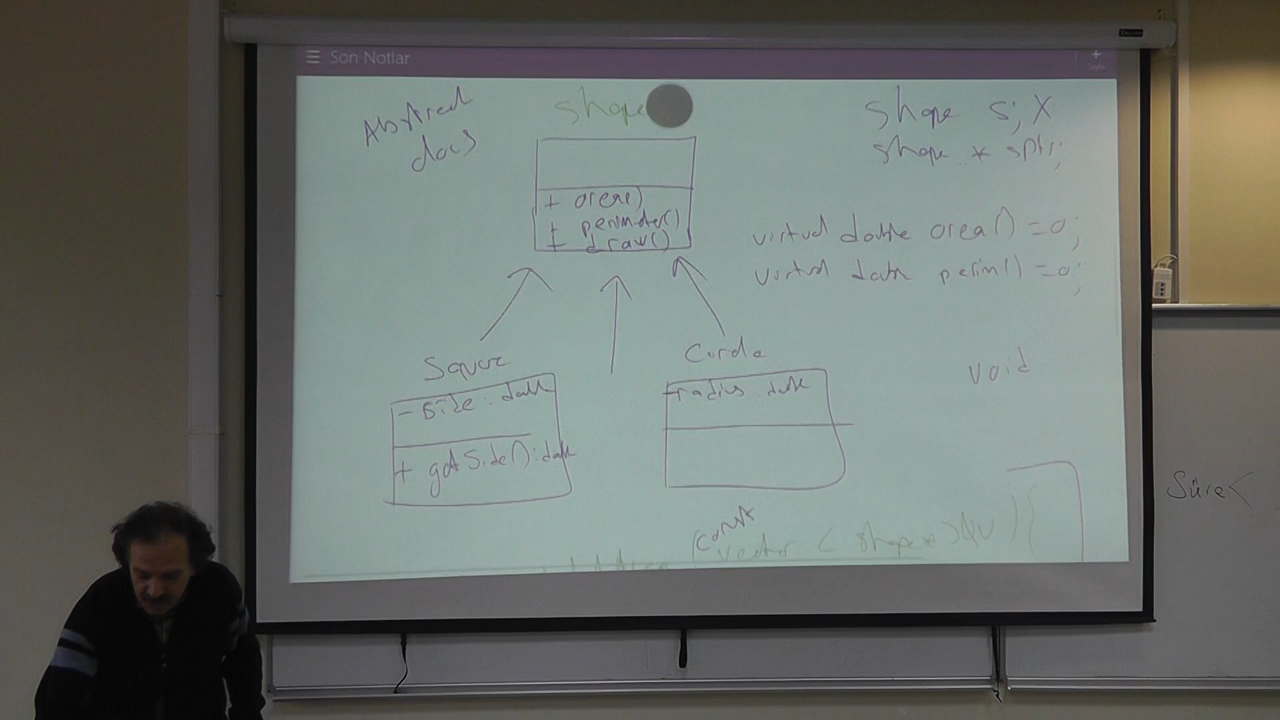 Son Notlar
Abstract class
Shape
shape s; X
shape * sptr;
+ area()
+ perimeter()
+ draw()
virtual double area() = 0;
virtual double perim() = 0;
Square
- Side : double
+ getSide() : double
Circle
- radius : double
void
const
vector < shape * > &v ) {
Süre <